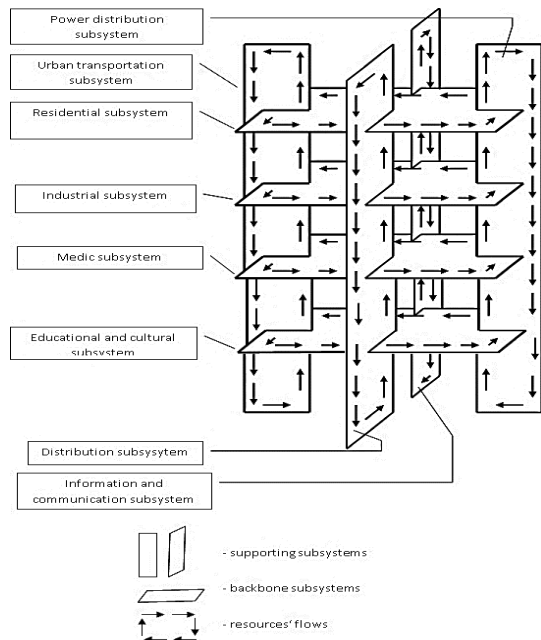 Power distribution
subsystem
Urban transportation
subsystem
Residential subsystem
Industrial subsystem
Medic subsystem
Educational and cultural
subsystem
Distribution subsysytem
Information and
communication subsystem
- supporting subsystems
- backbone subsystems
- resources' flows